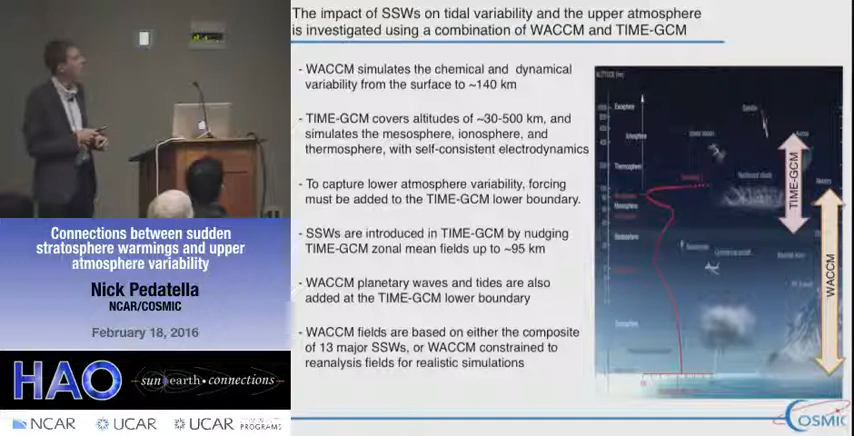 The impact of SSWs on tidal variability and the upper atmosphere
is investigated using a combination of WACCM and TIME-GCM
- WACCM simulates the chemical and dynamical
variability from the surface to ~140 km
- TIME-GCM covers altitudes of ~30-500 km, and
simulates the mesosphere, ionosphere, and
thermosphere, with self-consistent electrodynamics
- To capture lower atmosphere variability, forcing
must be added to the TIME-GCM lower boundary.
- SSWs are introduced in TIME-GCM by nudging
TIME-GCM zonal mean fields up to ~95 km
- WACCM planetary waves and tides are also
added at the TIME-GCM lower boundary
- WACCM fields are based on either the composite
of 13 major SSWs, or WACCM constrained to
reanalysis fields for realistic simulations
TIME-GCM
WACCM
COSMIC
Connections between sudden
stratosphere warmings and upper
atmosphere variability
Nick Pedatella
NCAR/COSMIC
February 18, 2016
HAO
sun•earth•connections
NCAR
UCAR
UCAR COMMUNITY
PROGRAMS